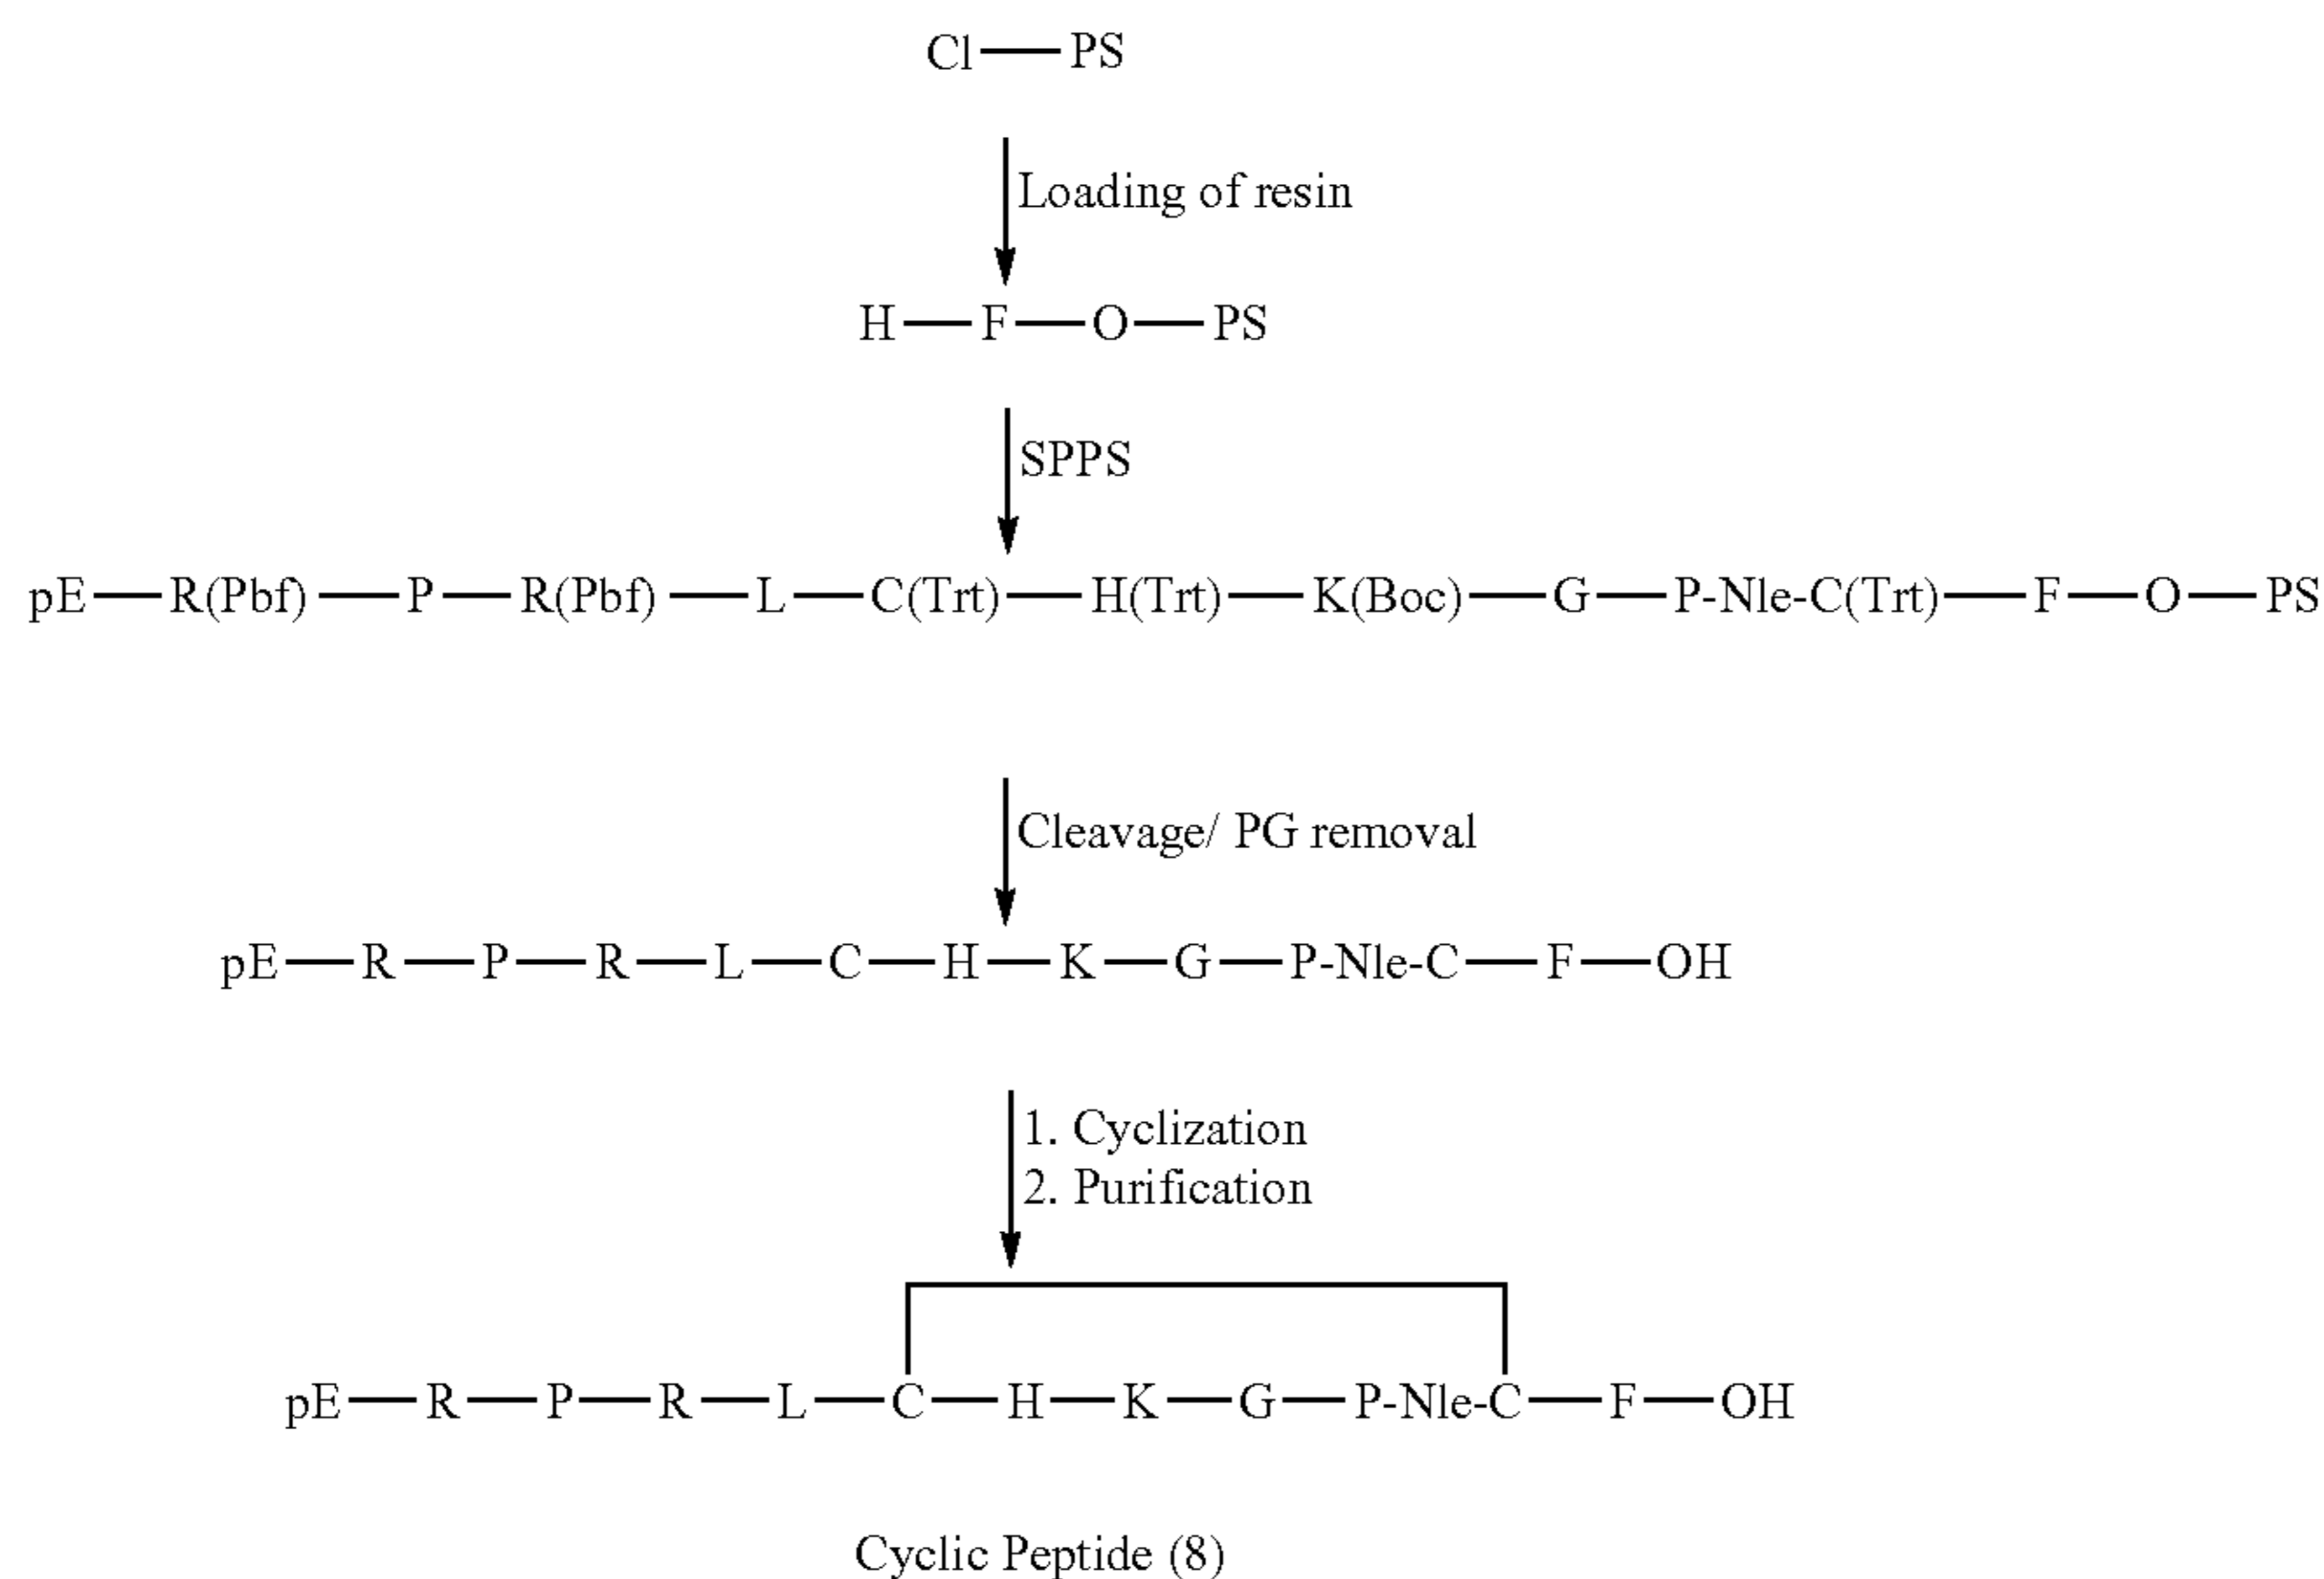 Cl—PS
Loading of resin
H—F—O—PS
SPPS
pE—R(Pbf)—P—R(Pbf)—L—C(Trt)—H(Trt)—K(Boc)—G—P-Nle-C(Trt)—F—O—PS
Cleavage/ PG removal
pE—R—P—R—L—C—H—K—G—P-Nle-C—F—OH
1. Cyclization
2. Purification
pE—R—P—R—L—C—H—K—G—P-Nle-C—F—OH
Cyclic Peptide (8)